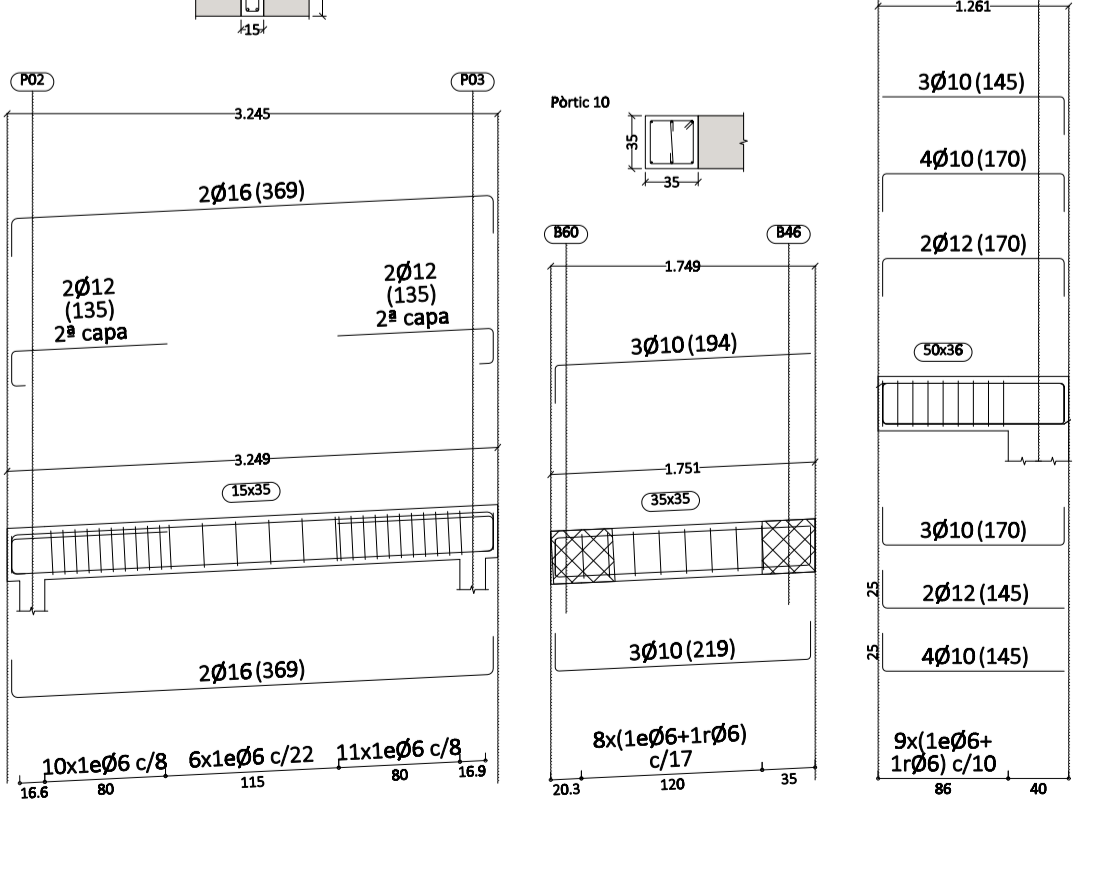 15
P02
P03
3.245
2Ø16 (369)
2Ø12
(135)
2ª capa
2Ø12
(135)
2ª capa
3.249
15x35
2Ø16 (369)
10x1eØ6 c/8
6x1eØ6 c/22
11x1eØ6 c/8
16.6
80
115
80
16.9
Pòrtic 10
35
35
B60
B46
1.749
3Ø10 (194)
1.751
35x35
3Ø10 (219)
8x(1eØ6+1rØ6)
c/17
20.3
120
35
1.261
3Ø10 (145)
4Ø10 (170)
2Ø12 (170)
50x36
3Ø10 (170)
25
2Ø12 (145)
25
4Ø10 (145)
9x(1eØ6+
1rØ6) c/10
86
40